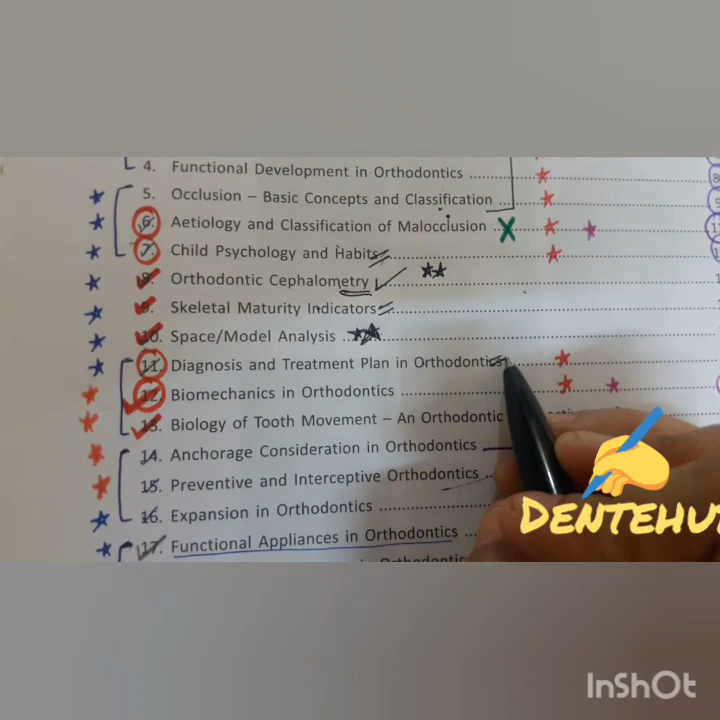 4. Functional Development in Orthodontics
5. Occlusion – Basic Concepts and Classification
6. Aetiology and Classification of Malocclusion
7. Child Psychology and Habits
8. Orthodontic Cephalometry
9. Skeletal Maturity Indicators
10. Space/Model Analysis
11. Diagnosis and Treatment Plan in Orthodontics
12. Biomechanics in Orthodontics
13. Biology of Tooth Movement – An Orthodontic
14. Anchorage Consideration in Orthodontics
15. Preventive and Interceptive Orthodontics
16. Expansion in Orthodontics
DENTEHU
17. Functional Appliances in Orthodontics
InShOt